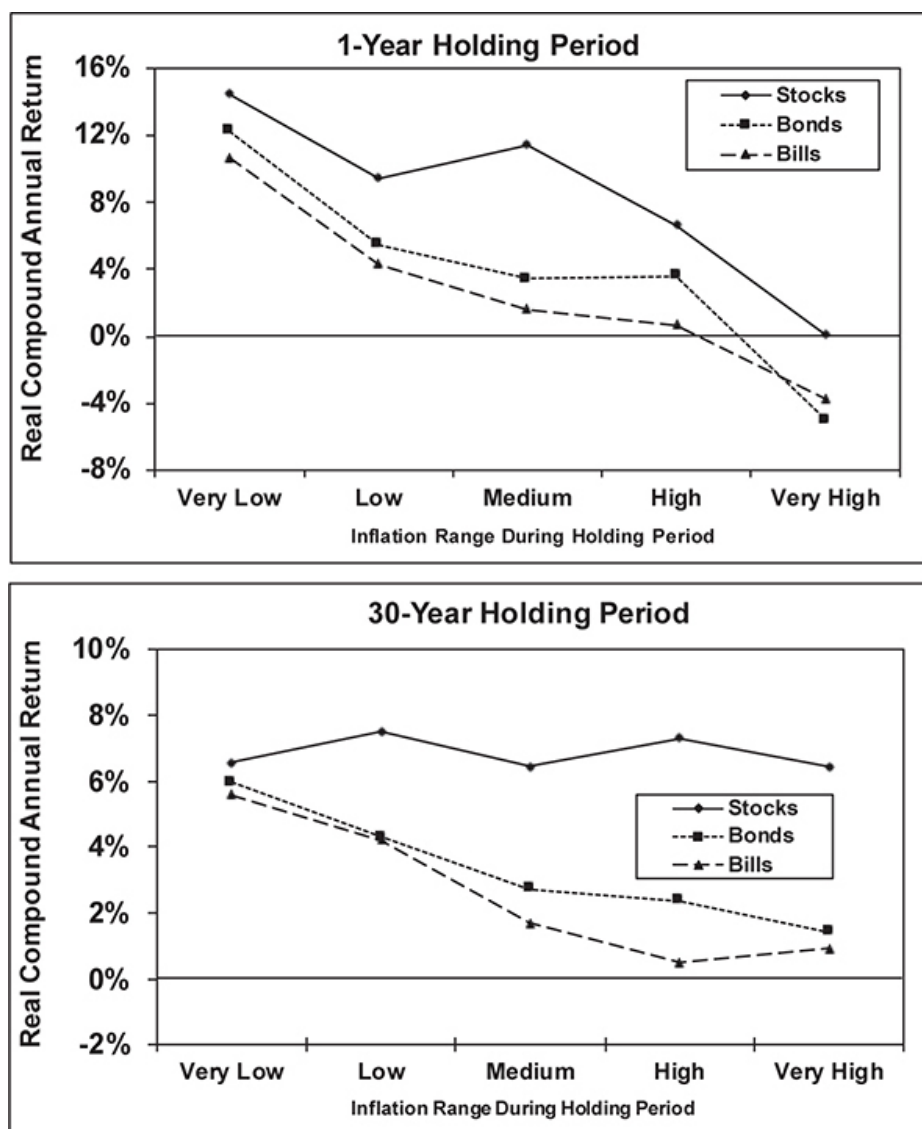 1-Year Holding Period
Real Compound Annual Return
16%
12%
8%
4%
0%
-4%
-8%
Stocks
Bonds
Bills
Very Low Low Medium High Very High
Inflation Range During Holding Period
30-Year Holding Period
Real Compound Annual Return
10%
8%
6%
4%
2%
0%
-2%
Stocks
Bonds
Bills
Very Low Low Medium High Very High
Inflation Range During Holding Period